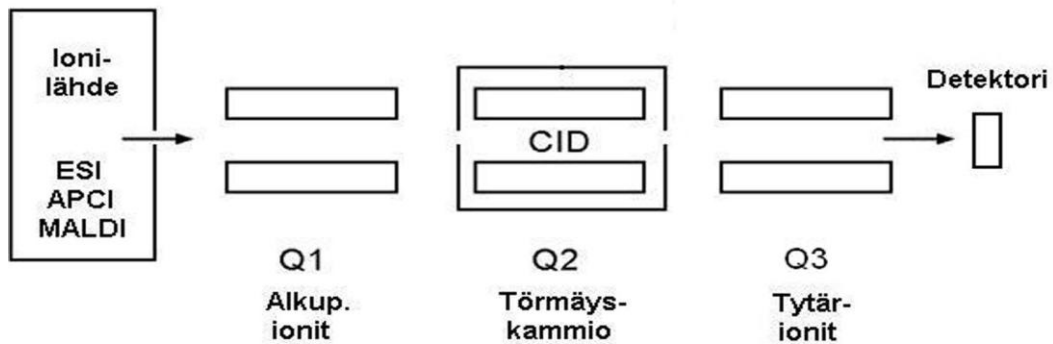 Ioni-
lähde
ESI
APCI
MALDI
CID
Detektori
Q1
Alkup.
ionit
Q2
Törmäys-
kammio
Q3
Tytär-
ionit